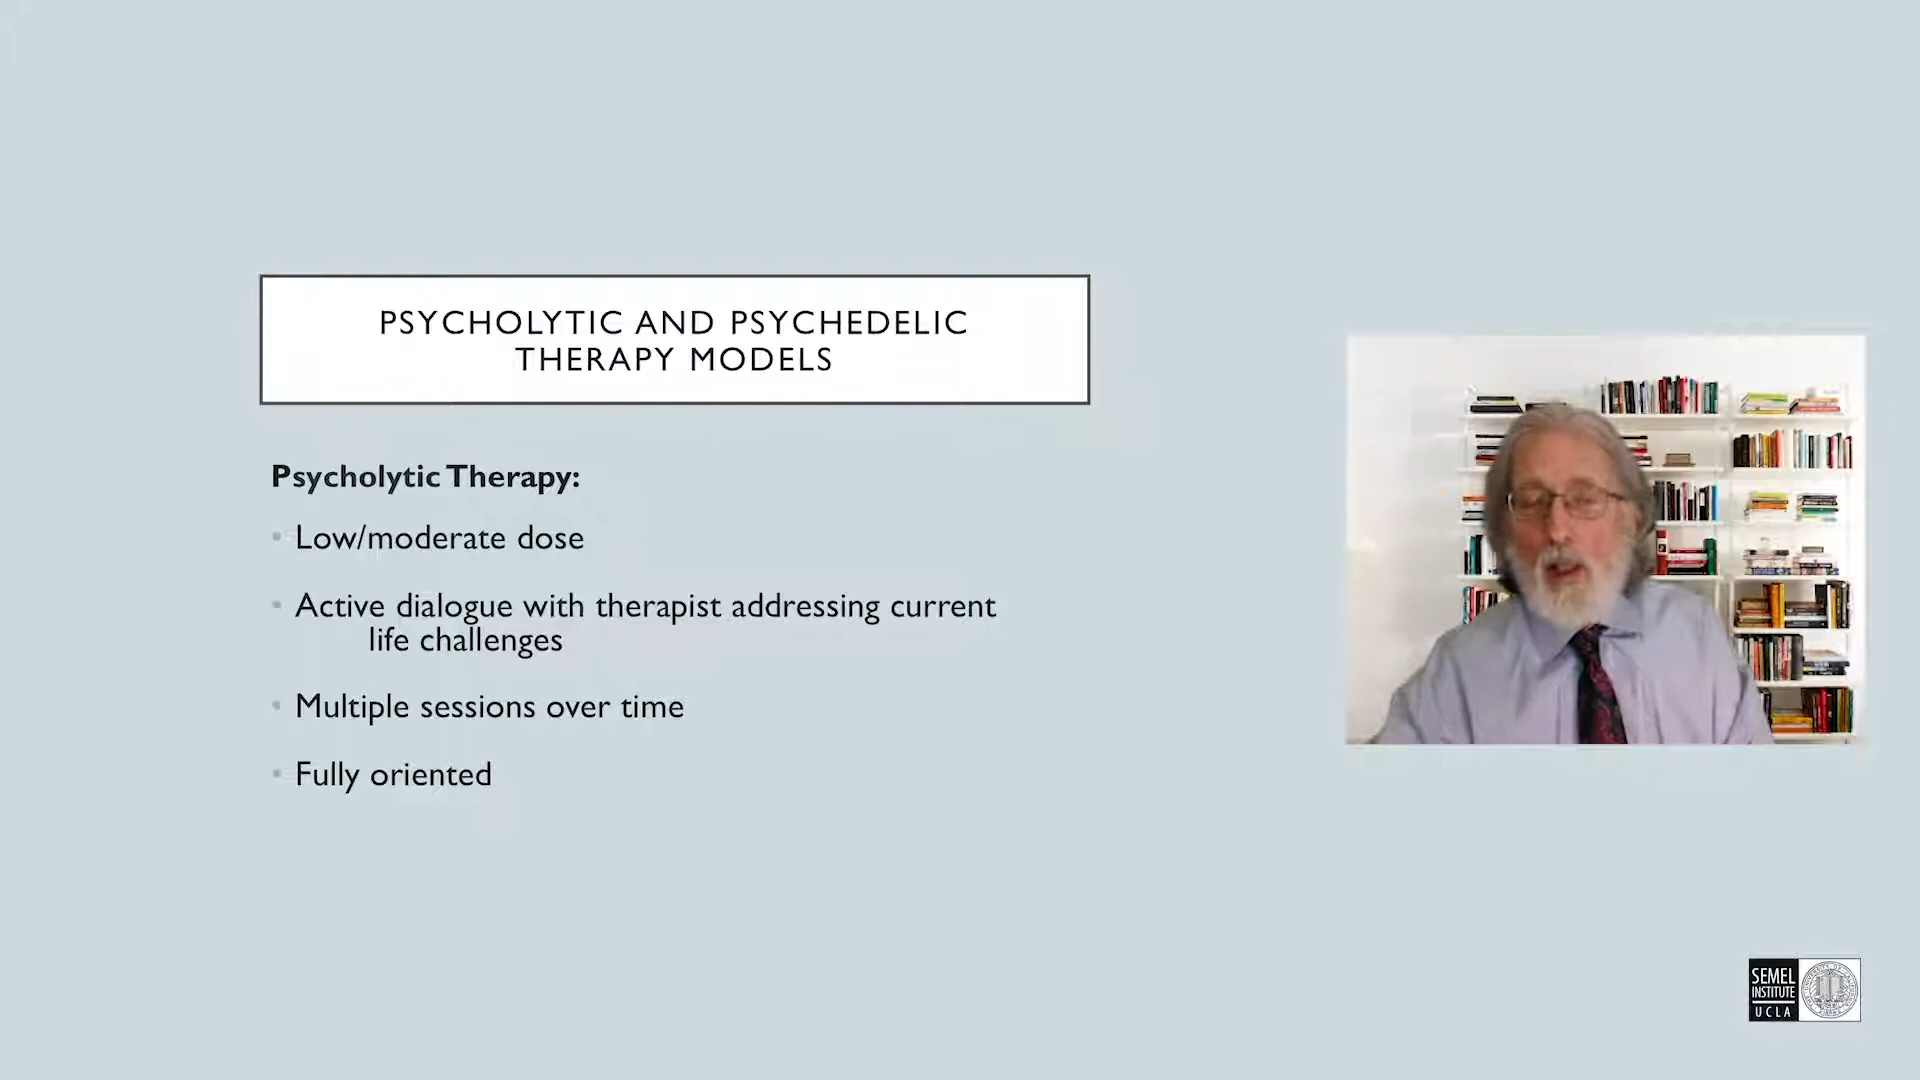 PSYCHOLYTIC AND PSYCHEDELIC
THERAPY MODELS
Psycholytic Therapy:
• Low/moderate dose
• Active dialogue with therapist addressing current
life challenges
• Multiple sessions over time
• Fully oriented
SEMEL
INSTITUTE
UCLA